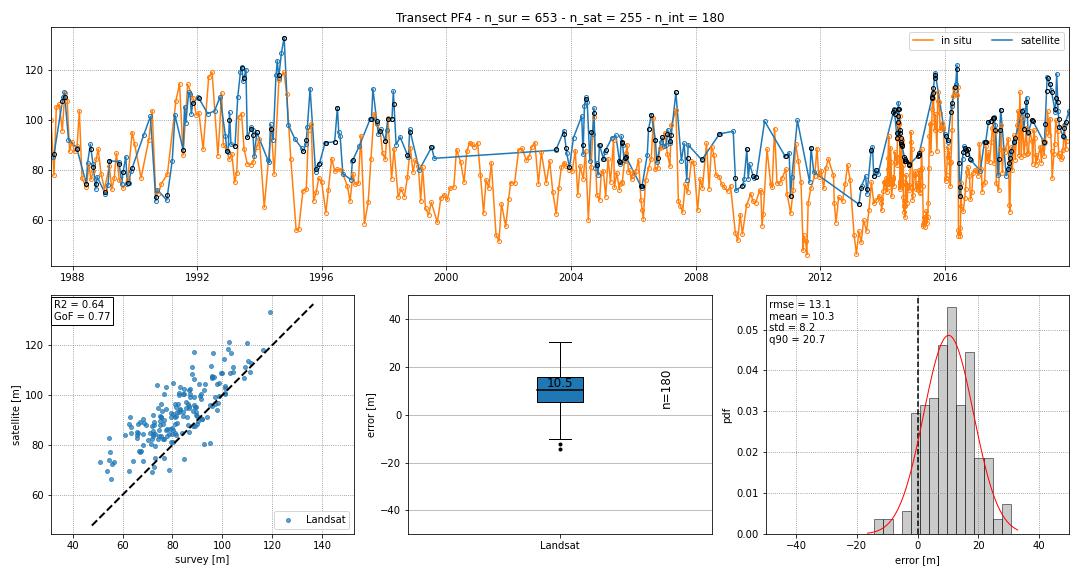 Transect PF4 - n_sur = 653 - n_sat = 255 - n_int = 180
in situ
satellite
120
100
80
60
1988
1992
1996
2000
2004
2008
2012
2016
R2 = 0.64
GoF = 0.77
satellite [m]
120
100
80
60
40
60
80
100
120
140
survey [m]
Landsat
error [m]
40
20
0
−20
−40
10.5
n=180
Landsat
rmse = 13.1
mean = 10.3
std = 8.2
q90 = 20.7
pdf
0.05
0.04
0.03
0.02
0.01
0.00
−40
−20
0
20
40
error [m]